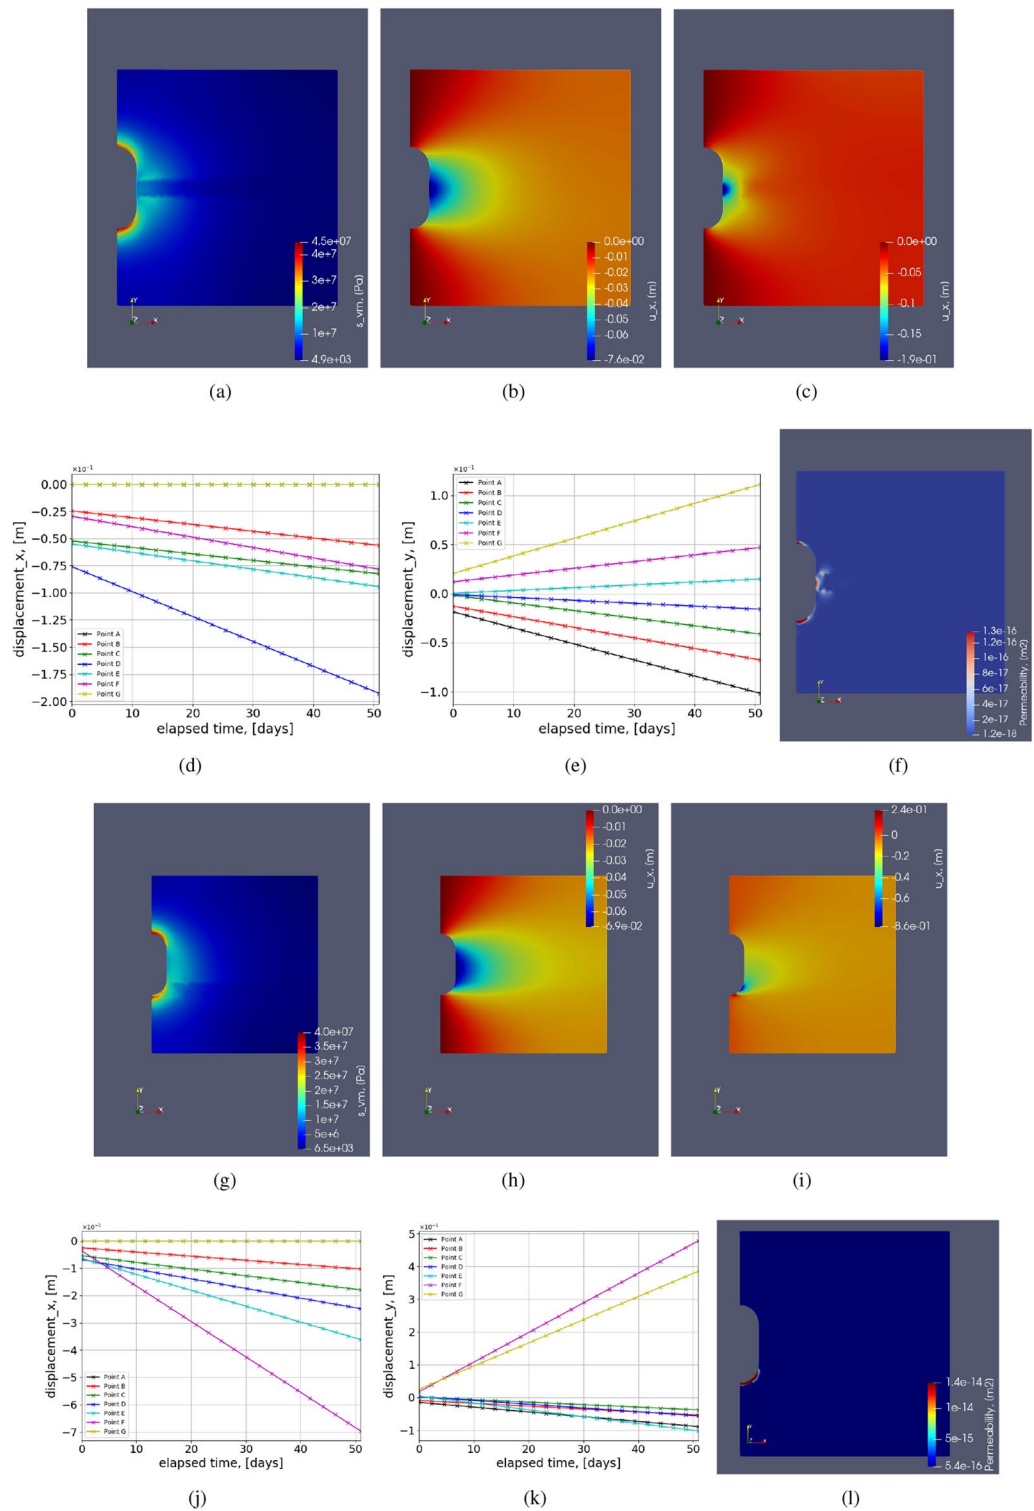 4.5e+07
4e+7
2e+7
1e+7
4.9e+03
s_vm, (Pa)
Y
Z
X
0.0e+00
-0.01
-0.02
-0.03
-0.04
-0.05
-0.06
-7.6e-02
u_x, (m)
Y
Z
X
0.0e+00
-0.05
-0.1
-0.15
-1.9e-01
u_x, (m)
Y
Z
X
(a)
(b)
(c)
×10⁻¹
0.00
−0.25
−0.50
−0.75
−1.00
−1.25
−1.50
−1.75
−2.00
displacement_x, [m]
Point A
Point B
Point C
Point D
Point E
Point F
Point G
0 10 20 30 40 50
elapsed time, [days]
×10⁻¹
1.0
0.5
0.0
−0.5
−1.0
displacement_y, [m]
Point A
Point B
Point C
Point D
Point E
Point F
Point G
0 10 20 30 40 50
elapsed time, [days]
1.3e-16
1.2e-16
1e-16
8e-17
6e-17
4e-17
2e-17
1.2e-18
Permeability, (m2)
Y
Z
X
(d)
(e)
(f)
4.0e+07
3.5e+7
3e+7
2.5e+7
2e+7
1.5e+7
1e+7
5e+6
6.5e+03
s_vm, (Pa)
Y
Z
X
0.0e+00
-0.01
-0.02
-0.03
-0.04
-0.05
-0.06
-6.9e-02
u_x, (m)
Y
Z
X
2.4e-01
0
-0.2
-0.4
-0.6
-8.6e-01
u_x, (m)
Y
Z
X
(g)
(h)
(i)
×10⁻¹
0
−1
−2
−3
−4
−5
−6
−7
displacement_x, [m]
Point A
Point B
Point C
Point D
Point E
Point F
Point G
0 10 20 30 40 50
elapsed time, [days]
×10⁻¹
5
4
3
2
1
0
−1
displacement_y, [m]
Point A
Point B
Point C
Point D
Point E
Point F
Point G
0 10 20 30 40 50
elapsed time, [days]
1.4e-14
1e-14
5e-15
5.4e-16
Permeability, (m2)
Y
Z
X
(j)
(k)
(l)